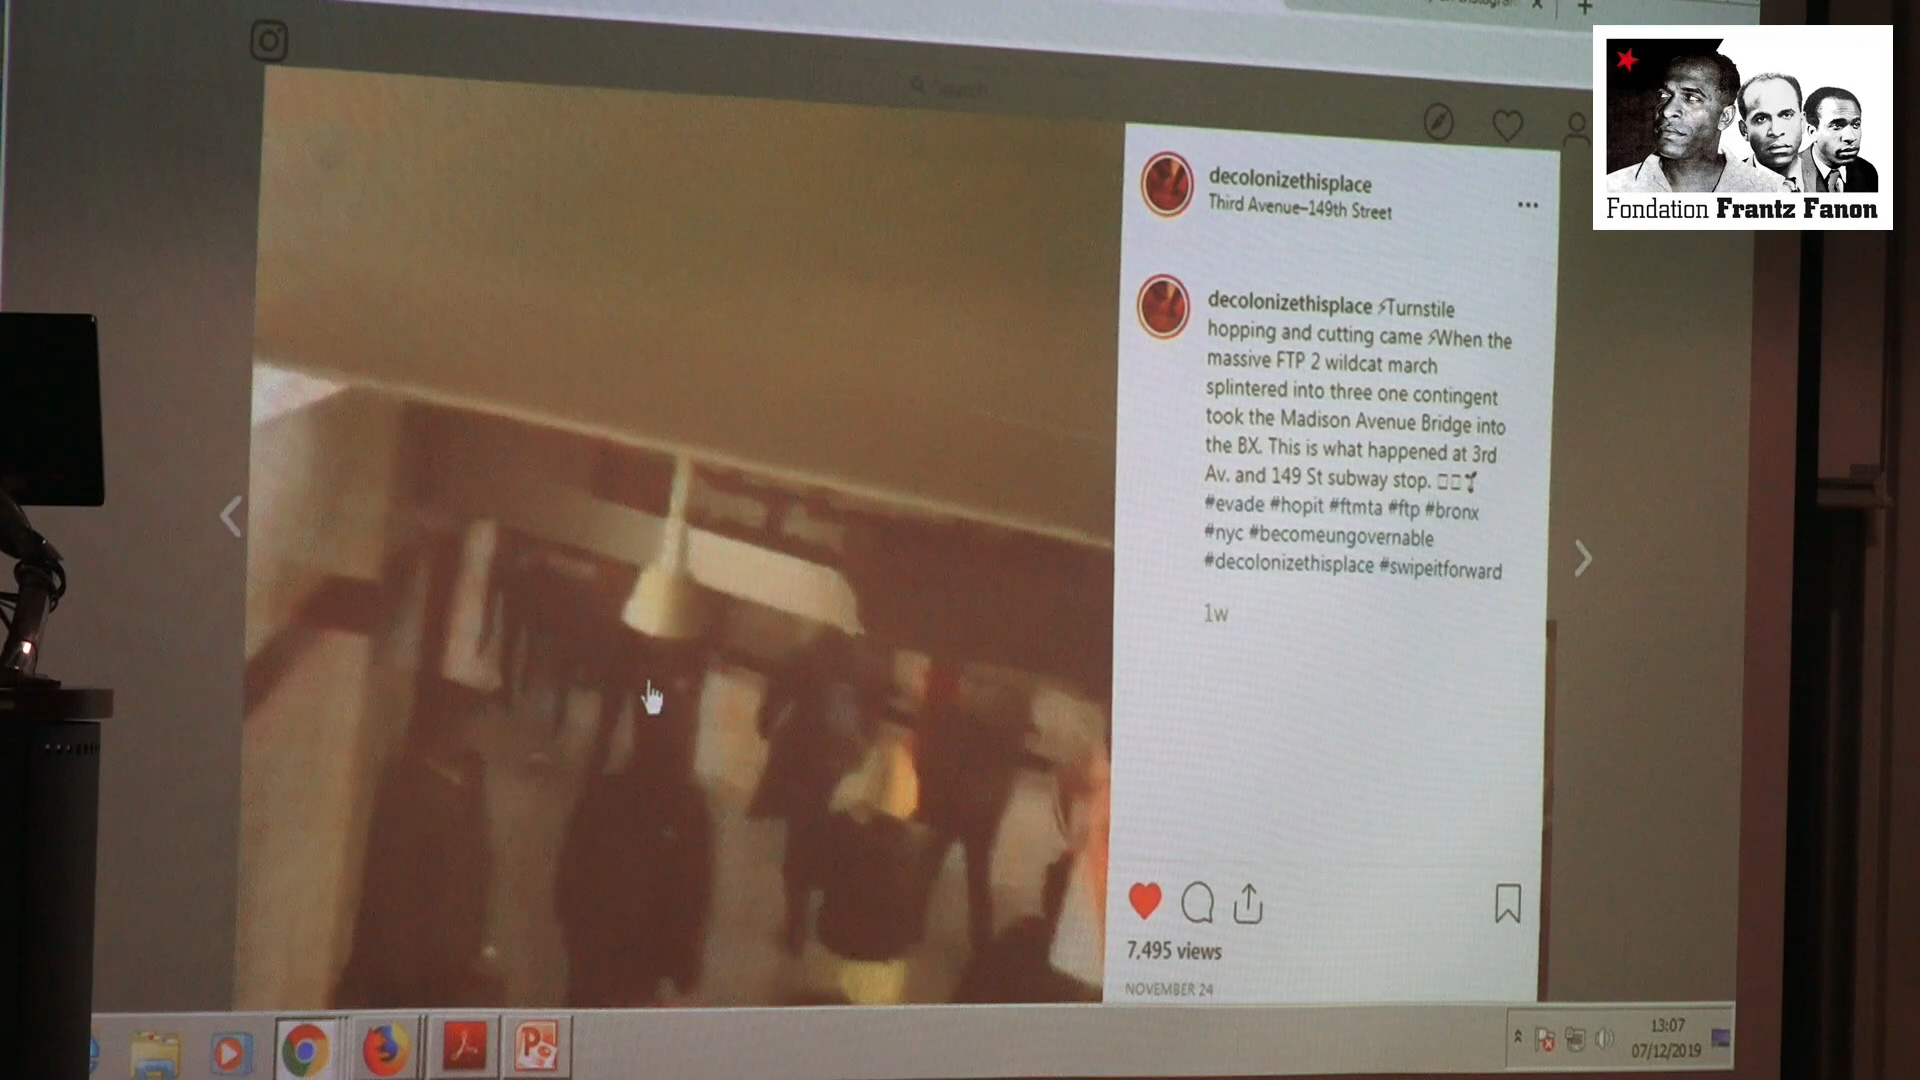 Search
decolonizethisplace
Third Avenue–149th Street
decolonizethisplace ⚡Turnstile
hopping and cutting came ⚡When the
massive FTP 2 wildcat march
splintered into three one contingent
took the Madison Avenue Bridge into
the BX. This is what happened at 3rd
Av. and 149 St subway stop.
#evade #hopit #ftmta #ftp #bronx
#nyc #becomeungovernable
#decolonizethisplace #swipeitforward
1w
7,495 views
NOVEMBER 24
13:07
07/12/2019
Fondation Frantz Fanon